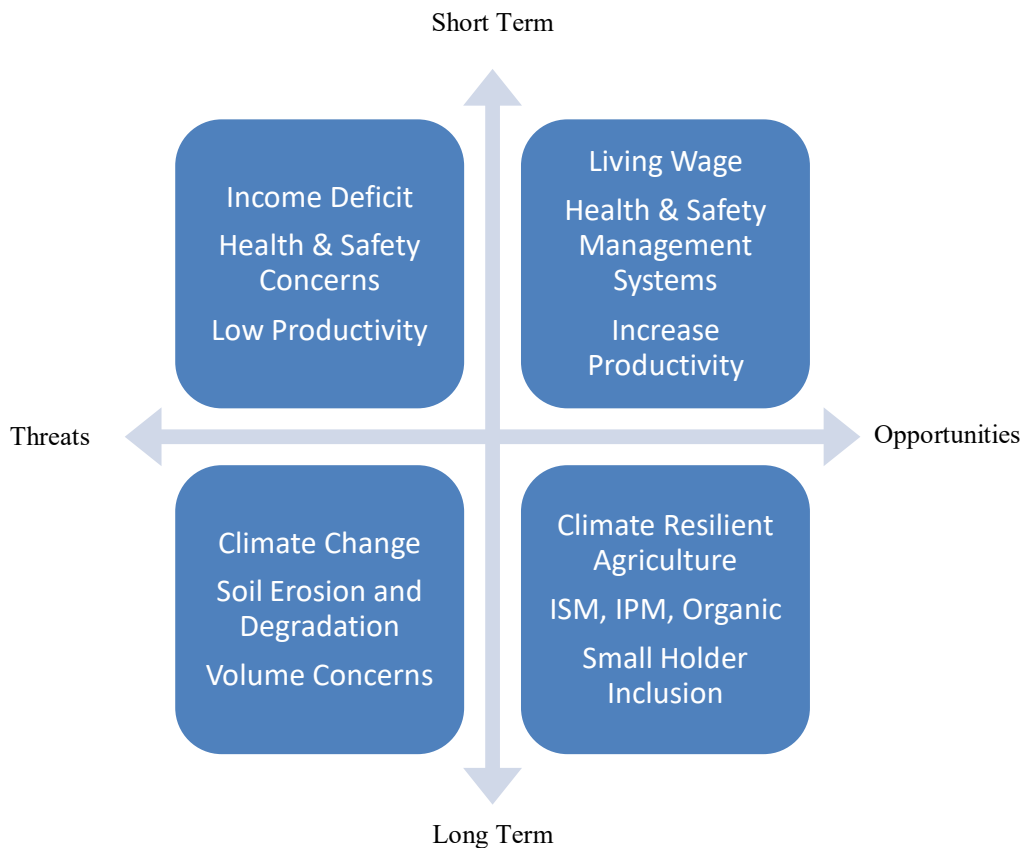 Short Term
Income Deficit
Health & Safety
Concerns
Low Productivity
Living Wage
Health & Safety
Management
Systems
Increase
Productivity
Threats
Opportunities
Climate Change
Soil Erosion and
Degradation
Volume Concerns
Climate Resilient
Agriculture
ISM, IPM, Organic
Small Holder
Inclusion
Long Term